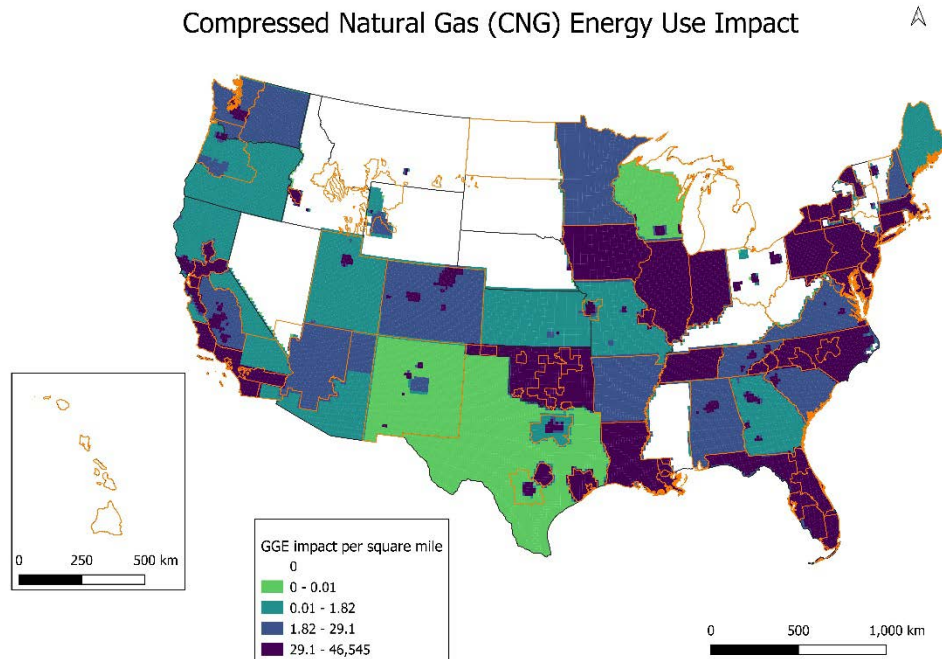 Compressed Natural Gas (CNG) Energy Use Impact
0 250 500 km
GGE impact per square mile
0
0 - 0.01
0.01 - 1.82
1.82 - 29.1
29.1 - 46,545
0 500 1,000 km